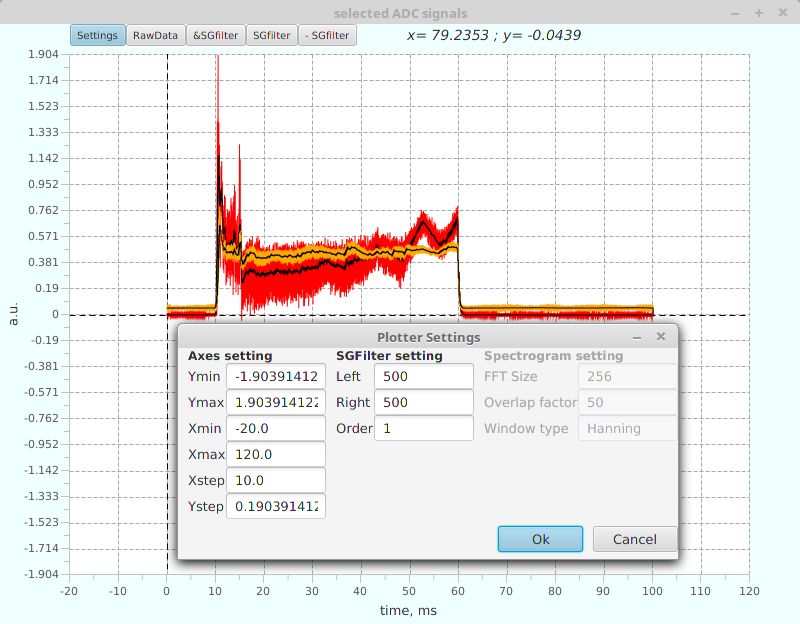 selected ADC signals
Settings RawData &SGfilter SGfilter - SGfilter x= 79.2353 ; y= -0.0439
1.904
1.714
1.523
1.333
1.142
0.952
0.762
0.571
0.381
0.19
0
-0.19
-0.381
-0.571
-0.762
-0.952
-1.142
-1.333
-1.523
-1.714
-1.904
a.u.
Plotter Settings
Axes setting SGFilter setting Spectrogram setting
Ymin -1.90391412 Left 500 FFT Size 256
Ymax 1.903914122 Right 500 Overlap factor 50
Xmin -20.0 Order 1 Window type Hanning
Xmax 120.0
Xstep 10.0
Ystep 0.190391412
Ok Cancel
-20 -10 0 10 20 30 40 50 60 70 80 90 100 110 120
time, ms